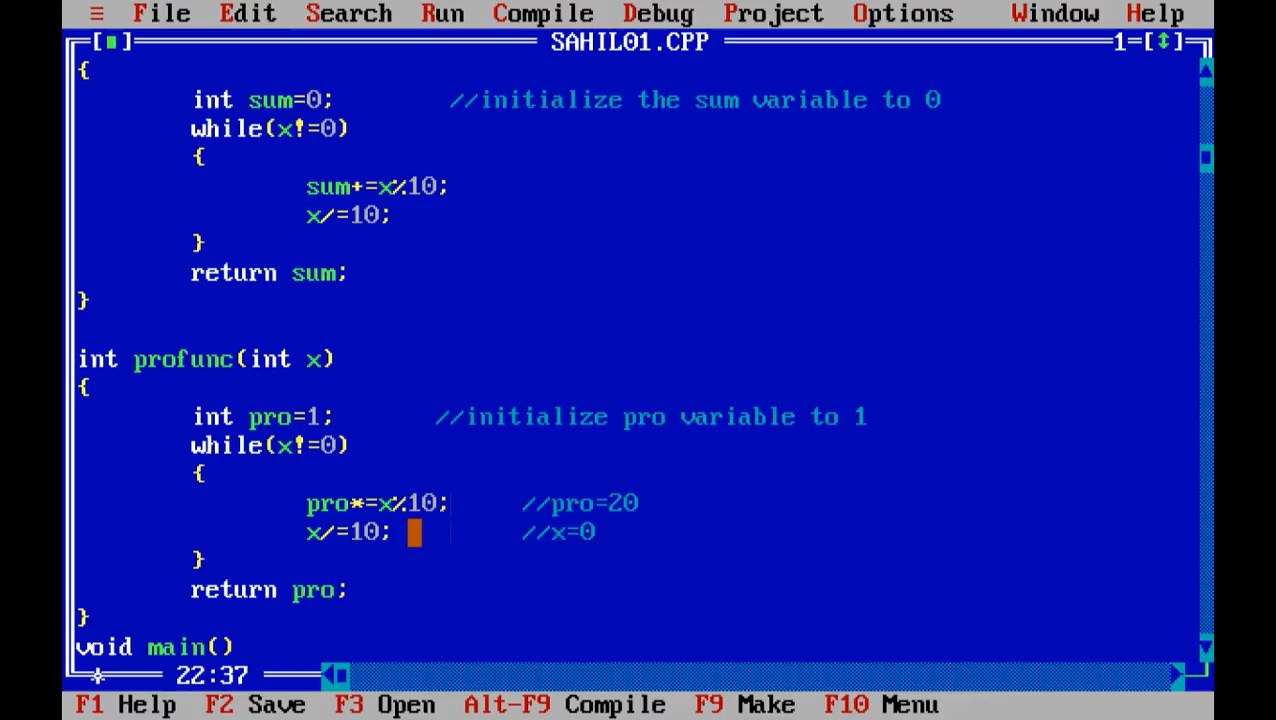 ≡ File Edit Search Run Compile Debug Project Options Window Help
[■] SAHIL01.CPP 1=[↕]
{
int sum=0; //initialize the sum variable to 0
while(x!=0)
{
sum+=x%10;
x/=10;
}
return sum;
}
int profunc(int x)
{
int pro=1; //initialize pro variable to 1
while(x!=0)
{
pro*=x%10; //pro=20
x/=10; //x=0
}
return pro;
}
void main()
22:37
F1 Help F2 Save F3 Open Alt-F9 Compile F9 Make F10 Menu